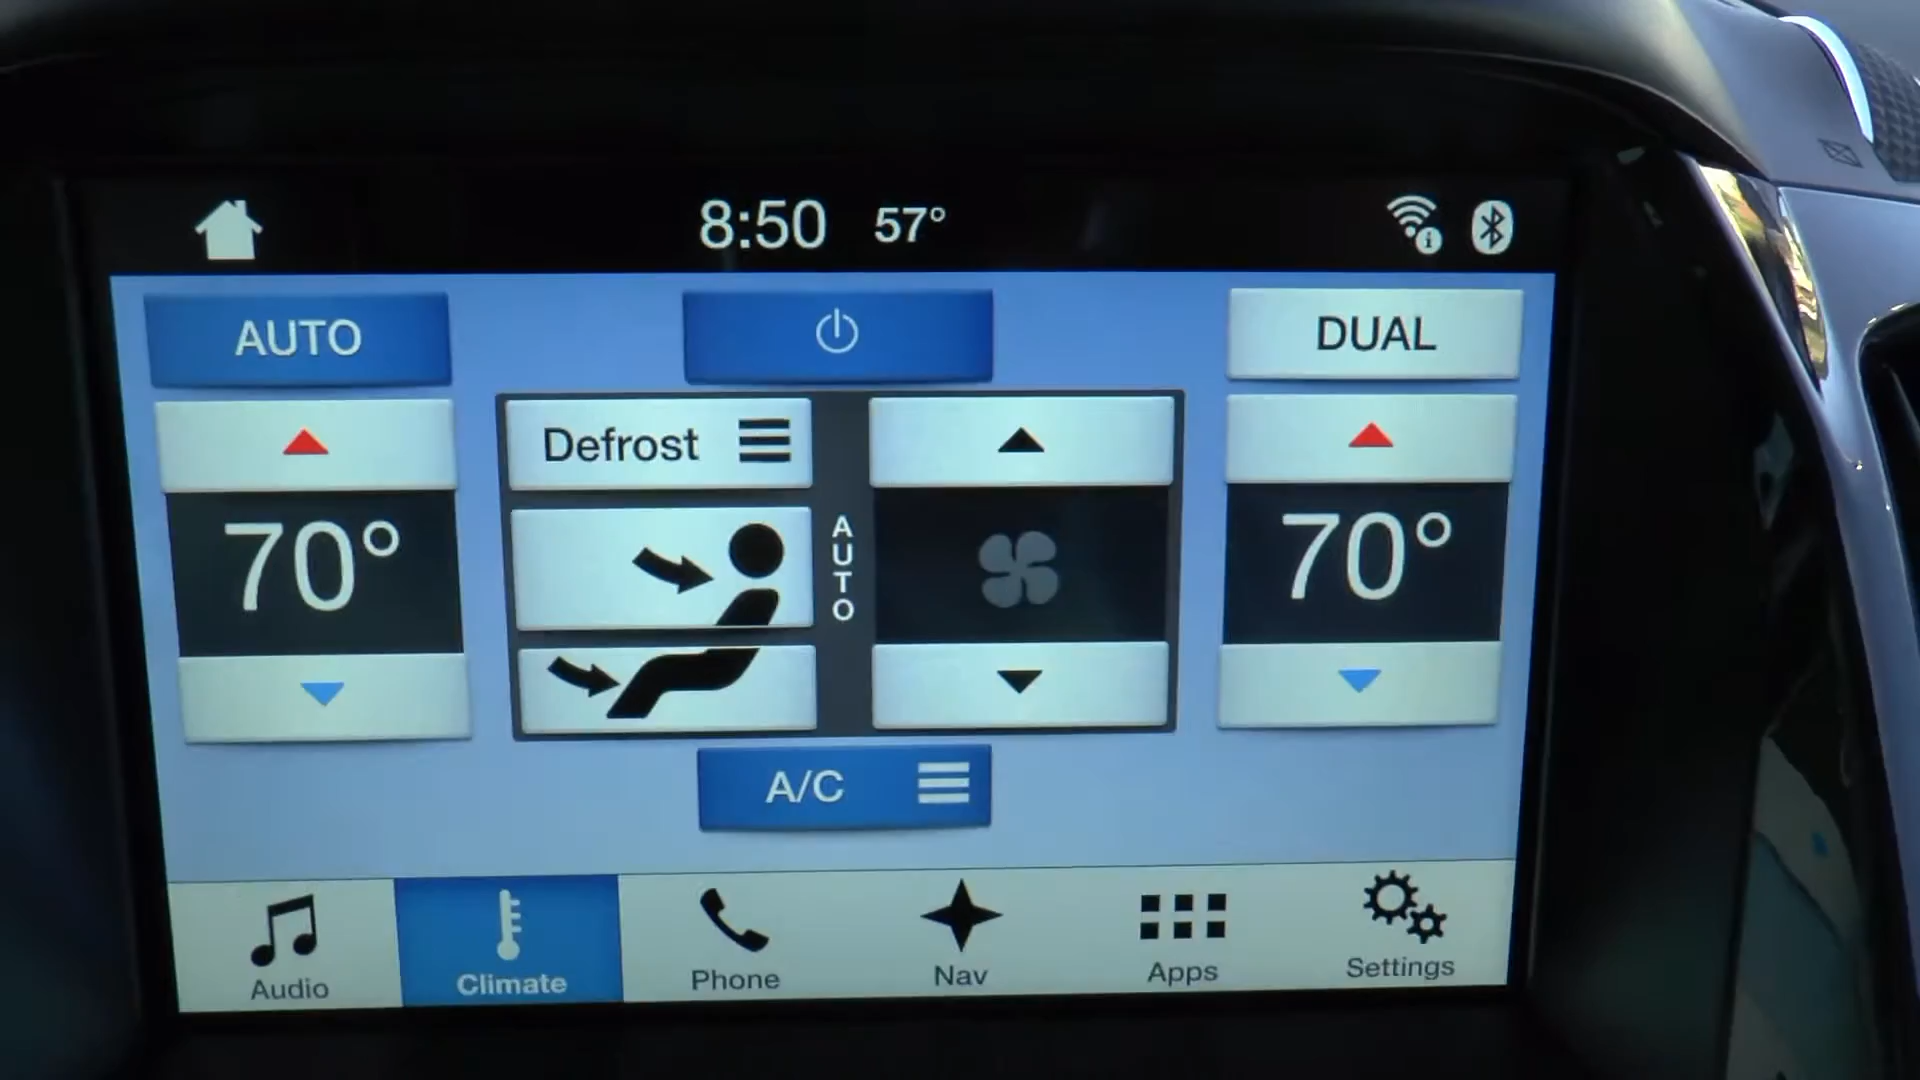 8:50 57°
AUTO
DUAL
Defrost
70°
AUTO
70°
A/C
Audio
Climate
Phone
Nav
Apps
Settings